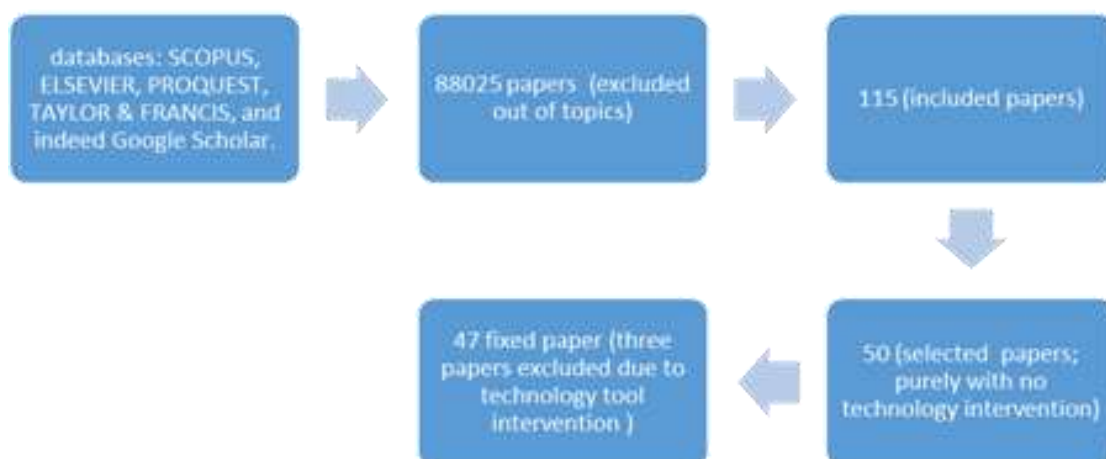 databases: SCOPUS,
ELSEVIER, PROQUEST,
TAYLOR & FRANCIS, and
indeed Google Scholar.
88025 papers (excluded
out of topics)
115 (included papers)
50 (selected papers;
purely with no
technology intervention)
47 fixed paper (three
papers excluded due to
technology tool
intervention )